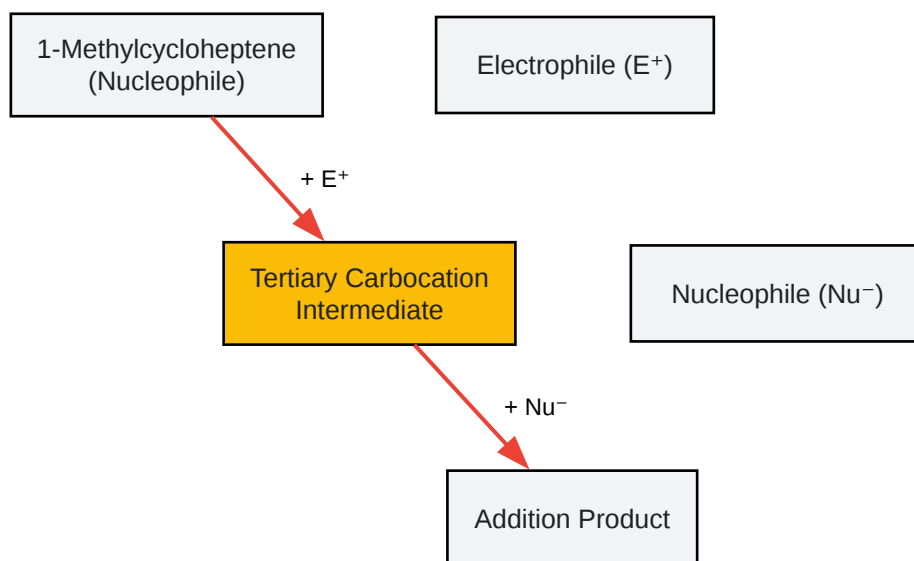 1-Methylcycloheptene
(Nucleophile)
Electrophile (E⁺)
+ E⁺
Tertiary Carbocation
Intermediate
Nucleophile (Nu⁻)
+ Nu⁻
Addition Product